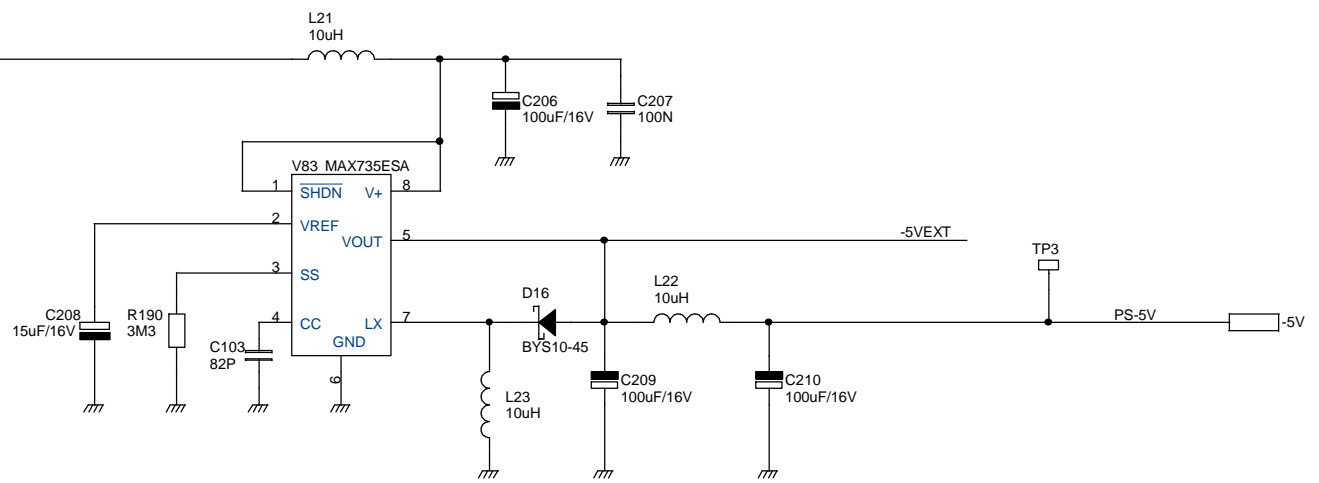 L21
10uH
C206
100uF/16V
C207
100N
V83 MAX735ESA
1
SHDN
V+
8
2
VREF
VOUT
5
-5VEXT
3
SS
TP3
L22
10uH
D16
C208
15uF/16V
R190
3M3
4
CC
LX
7
PS-5V
-5V
GND
BYS10-45
C103
82P
6
C209
100uF/16V
C210
100uF/16V
L23
10uH